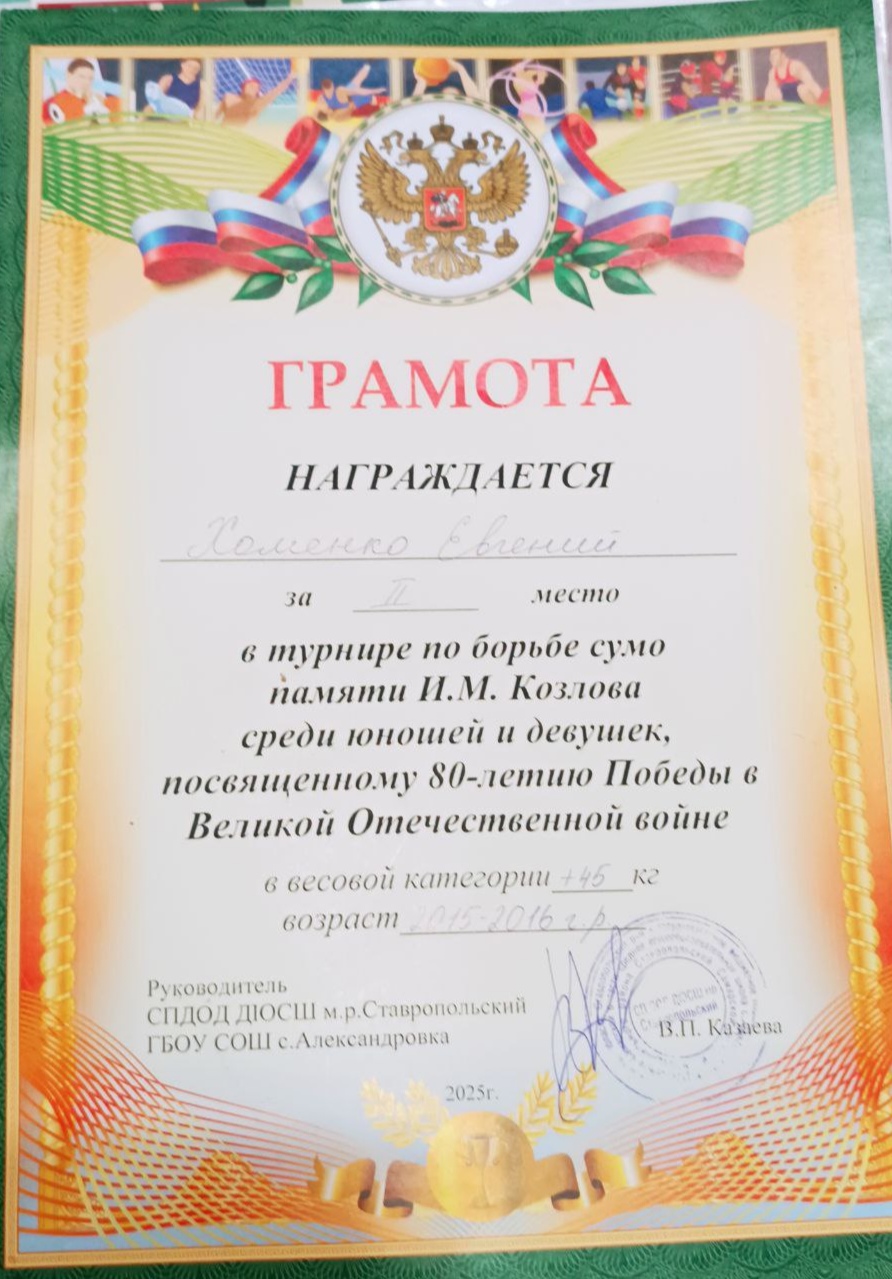 ГРАМОТА
НАГРАЖДАЕТСЯ
Хоменко Евгений
за II место
в турнире по борьбе сумо
памяти И.М. Козлова
среди юношей и девушек,
посвященному 80-летию Победы в
Великой Отечественной войне
в весовой категории +45 кг
возраст 2015-2016 г.р.
Руководитель
СПДОД ДЮСШ м.р.Ставропольский
ГБОУ СОШ с.Александровка
В.П. Казаева
2025г.